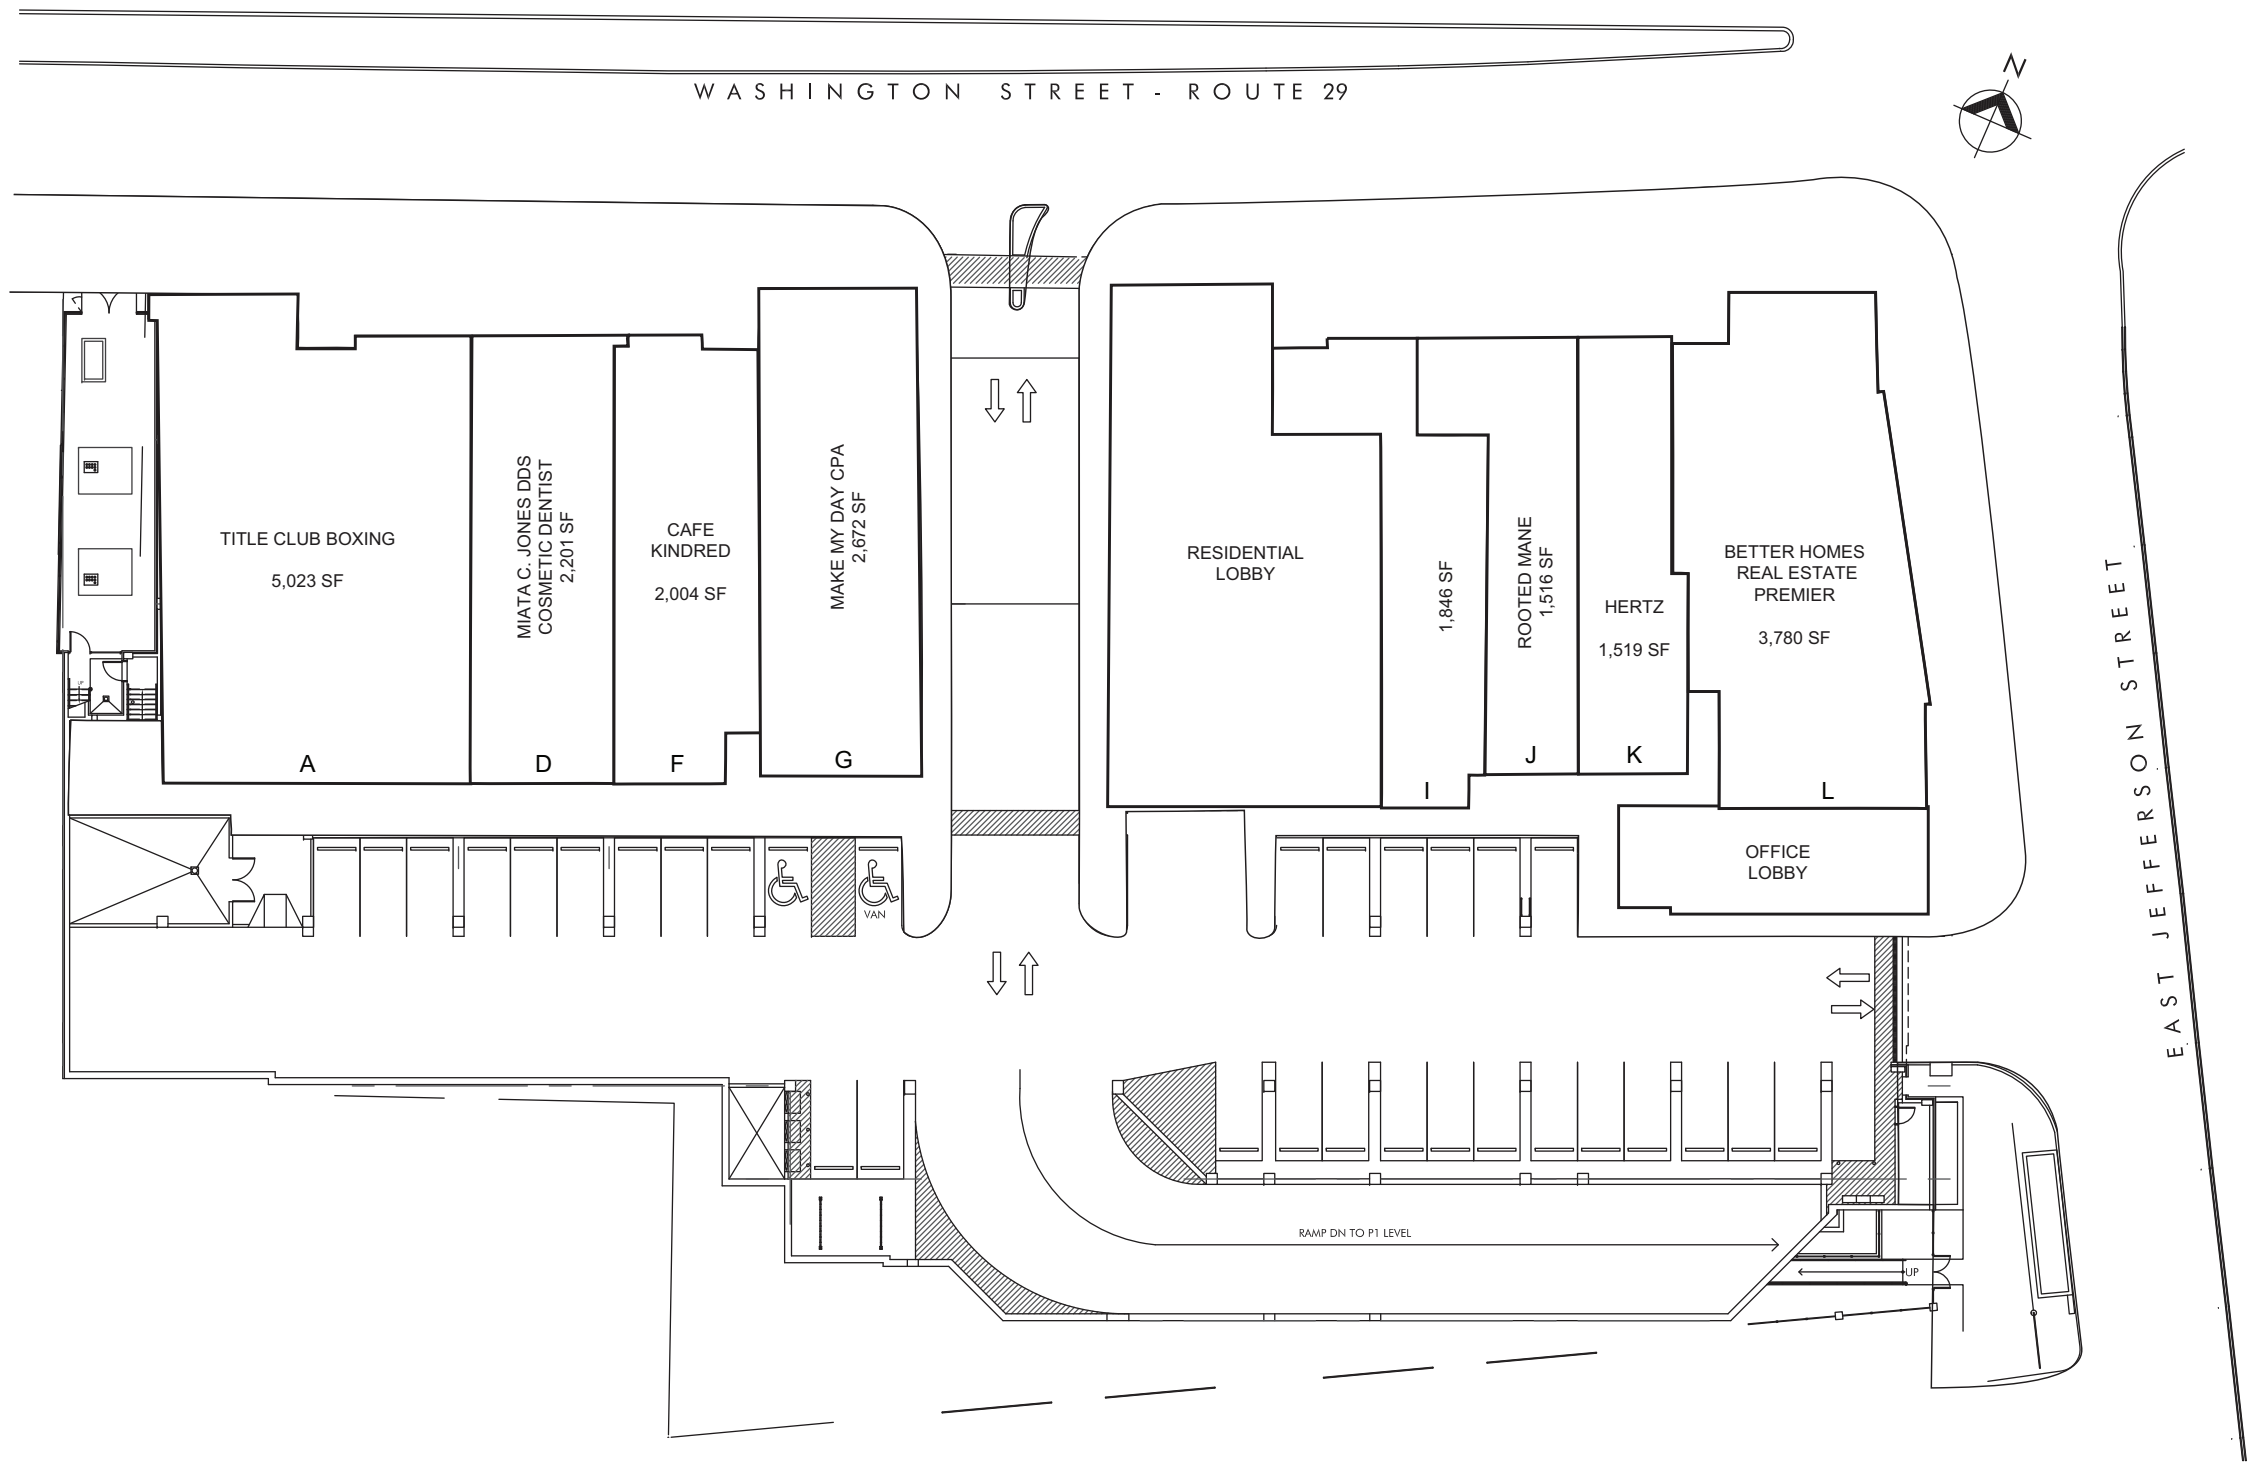 WASHINGTON STREET - ROUTE 29
N
TITLE CLUB BOXING
5,023 SF
A
MIATA C. JONES DDS
COSMETIC DENTIST
2,201 SF
D
CAFE
KINDRED
2,004 SF
F
MAKE MY DAY CPA
2,672 SF
G
RESIDENTIAL
LOBBY
1,846 SF
I
ROOTED MANE
1,516 SF
J
HERTZ
1,519 SF
K
BETTER HOMES
REAL ESTATE
PREMIER
3,780 SF
L
OFFICE
LOBBY
EAST JEFFERSON STREET
UP
VAN
RAMP DN TO P1 LEVEL
UP